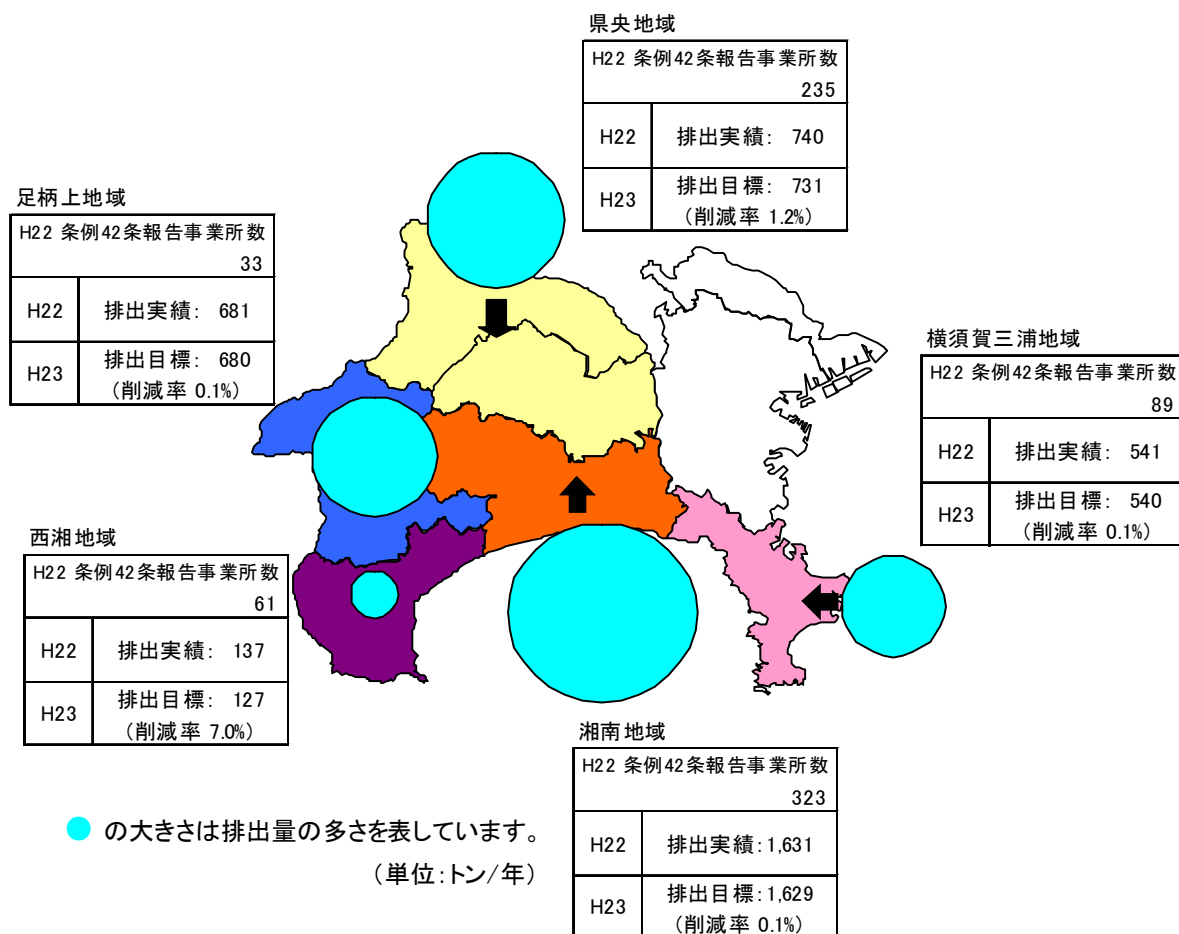 県央地域
H22 条例42条報告事業所数
235
H22 排出実績: 740
H23 排出目標: 731
(削減率 1.2%)
足柄上地域
H22 条例42条報告事業所数
33
H22 排出実績: 681
H23 排出目標: 680
(削減率 0.1%)
横須賀三浦地域
H22 条例42条報告事業所数
89
H22 排出実績: 541
H23 排出目標: 540
(削減率 0.1%)
西湘地域
H22 条例42条報告事業所数
61
H22 排出実績: 137
H23 排出目標: 127
(削減率 7.0%)
湘南地域
H22 条例42条報告事業所数
323
H22 排出実績:1,631
H23 排出目標:1,629
(削減率 0.1%)
の大きさは排出量の多さを表しています。
(単位:トン/年)